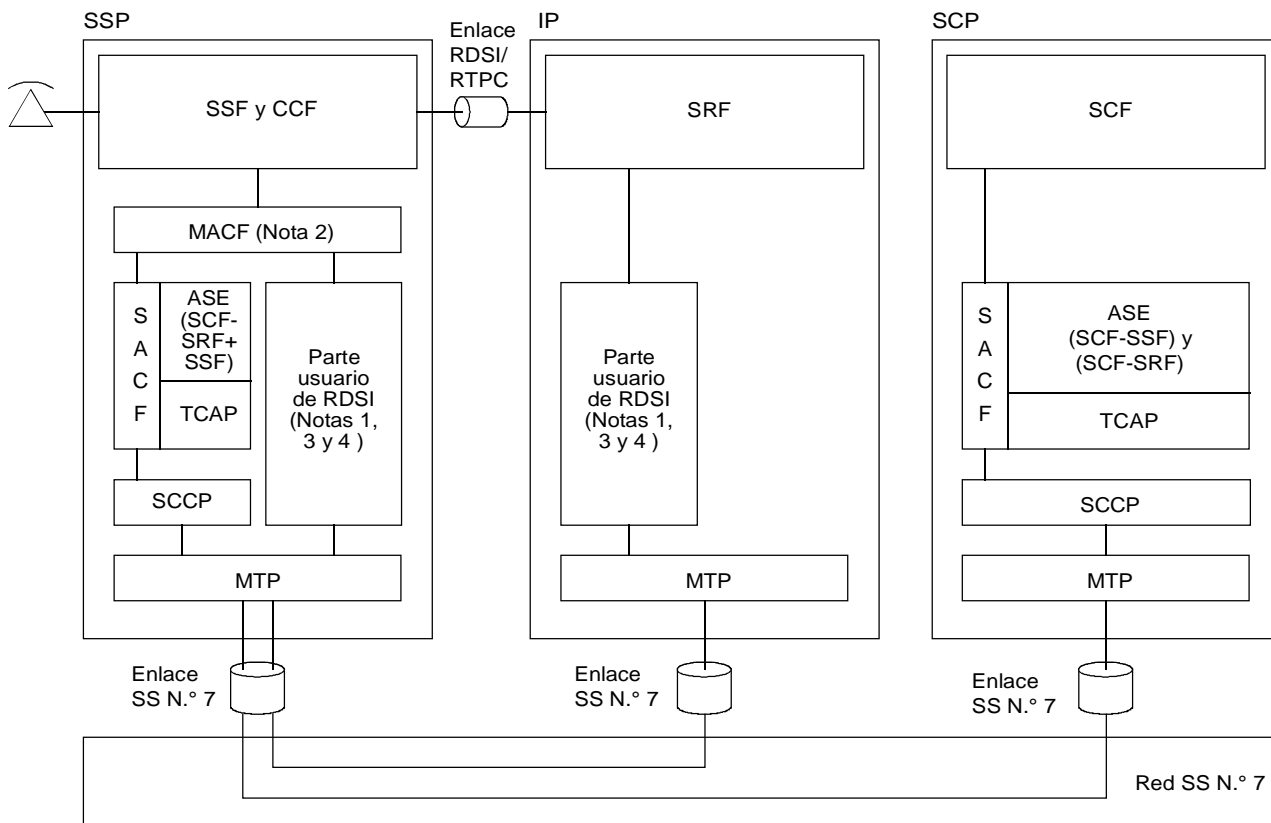 SSP
Enlace
RDSI/
RTPC
IP
SCP
SSF y CCF
SRF
SCF
MACF (Nota 2)
S
A
C
F
ASE
(SCF-
SRF+
SSF)
TCAP
Parte
usuario
de RDSI
(Notas 1,
3 y 4 )
SCCP
MTP
Parte
usuario
de RDSI
(Notas 1,
3 y 4 )
MTP
S
A
C
F
ASE
(SCF-SSF) y
(SCF-SRF)
TCAP
SCCP
MTP
Enlace
SS N.° 7
Enlace
SS N.° 7
Enlace
SS N.° 7
Red SS N.° 7